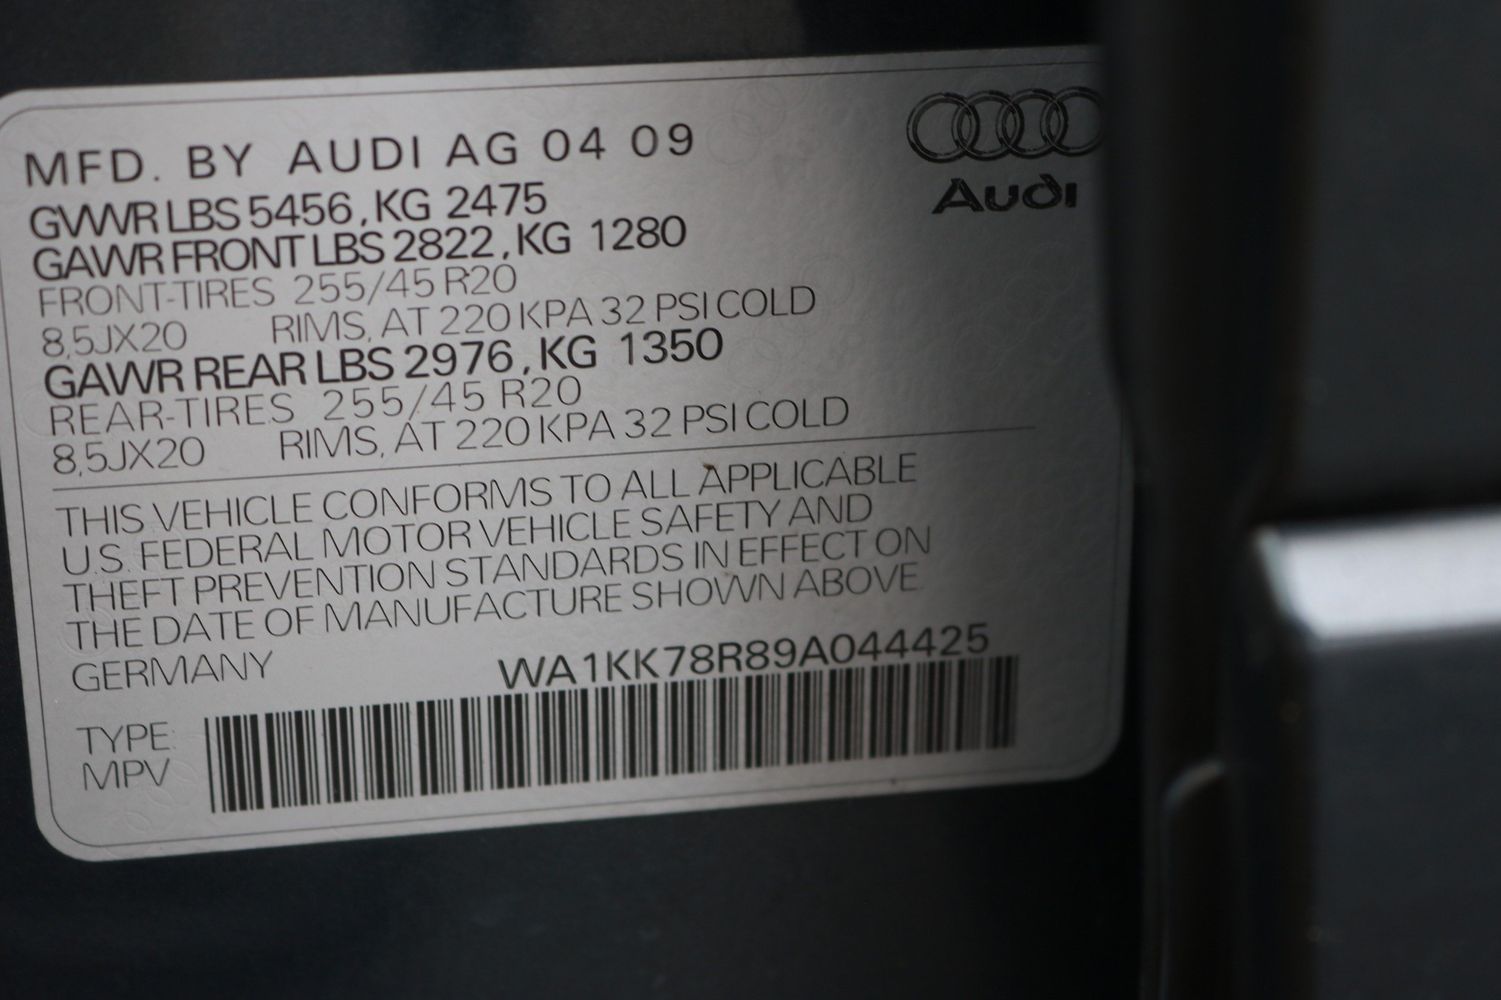 MFD. BY AUDI AG 04 09
Audi
GVWR LBS 5456, KG 2475
GAWR FRONT LBS 2822, KG 1280
FRONT-TIRES 255/45 R20
8,5JX20 RIMS, AT 220 KPA 32 PSI COLD
GAWR REAR LBS 2976, KG 1350
REAR-TIRES 255/45 R20
8,5JX20 RIMS, AT 220 KPA 32 PSI COLD
THIS VEHICLE CONFORMS TO ALL APPLICABLE
U.S. FEDERAL MOTOR VEHICLE SAFETY AND
THEFT PREVENTION STANDARDS IN EFFECT ON
THE DATE OF MANUFACTURE SHOWN ABOVE
GERMANY WA1KK78R89A044425
TYPE:
MPV